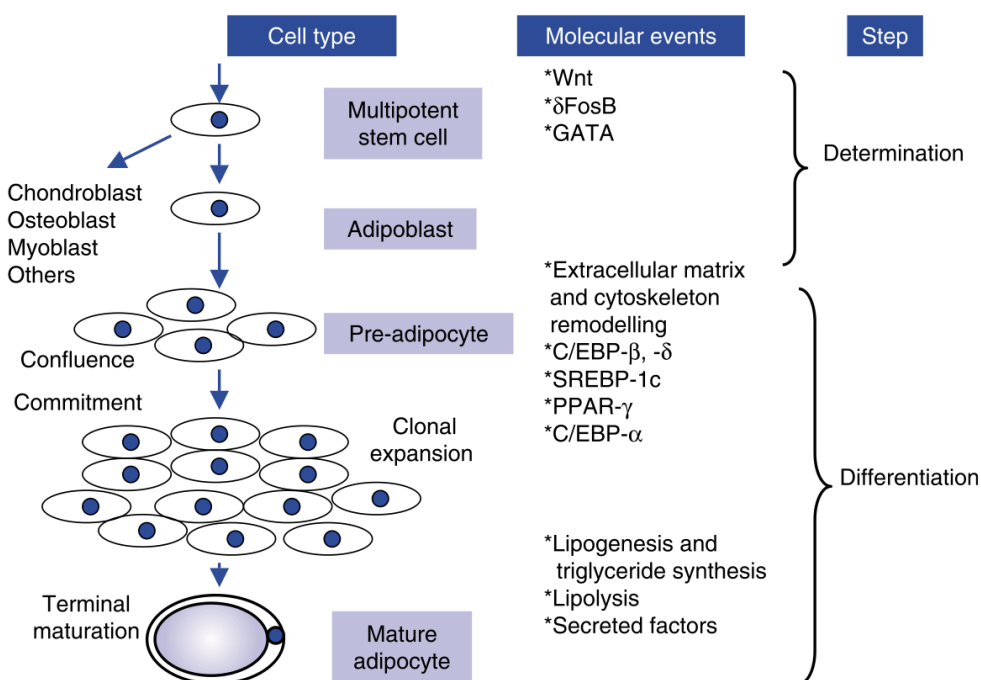 Cell type
Molecular events
Step
Multipotent
stem cell
*Wnt
*δFosB
*GATA
Determination
Chondroblast
Osteoblast
Myoblast
Others
Adipoblast
*Extracellular matrix
and cytoskeleton
remodelling
*C/EBP-β, -δ
*SREBP-1c
*PPAR-γ
*C/EBP-α
Pre-adipocyte
Confluence
Commitment
Clonal
expansion
Differentiation
*Lipogenesis and
triglyceride synthesis
*Lipolysis
*Secreted factors
Terminal
maturation
Mature
adipocyte